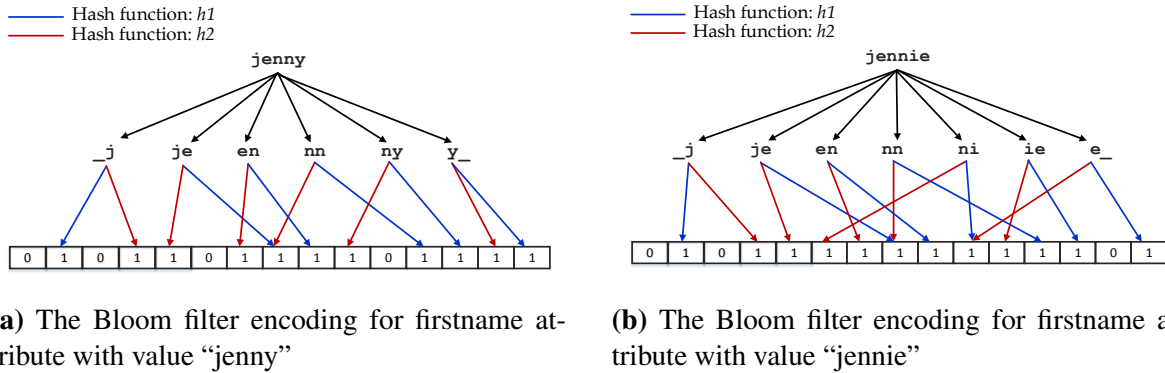 Hash function: h1
Hash function: h2
jenny
_j je en nn ny y_
0 1 0 1 1 0 1 1 1 1 0 1 1 1 1
a) The Bloom filter encoding for firstname at-
ribute with value “jenny”
Hash function: h1
Hash function: h2
jennie
_j je en nn ni ie e_
0 1 0 1 1 1 1 1 1 1 1 1 1 0 1
(b) The Bloom filter encoding for firstname a
tribute with value “jennie”